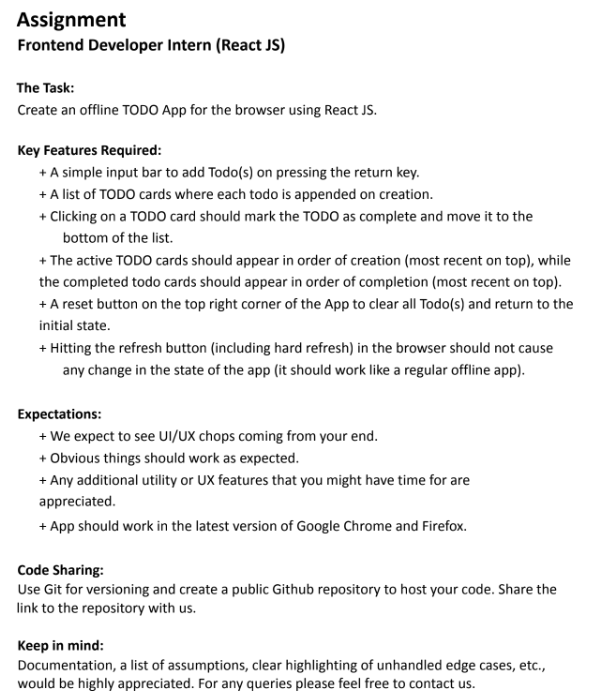 Assignment
Frontend Developer Intern (React JS)
The Task:
Create an offline TODO App for the browser using React JS.
Key Features Required:
+ A simple input bar to add Todo(s) on pressing the return key.
+ A list of TODO cards where each todo is appended on creation.
+ Clicking on a TODO card should mark the TODO as complete and move it to the
bottom of the list.
+ The active TODO cards should appear in order of creation (most recent on top), while
the completed todo cards should appear in order of completion (most recent on top).
+ A reset button on the top right corner of the App to clear all Todo(s) and return to the
initial state.
+ Hitting the refresh button (including hard refresh) in the browser should not cause
any change in the state of the app (it should work like a regular offline app).
Expectations:
+ We expect to see UI/UX chops coming from your end.
+ Obvious things should work as expected.
+ Any additional utility or UX features that you might have time for are
appreciated.
+ App should work in the latest version of Google Chrome and Firefox.
Code Sharing:
Use Git for versioning and create a public Github repository to host your code. Share the
link to the repository with us.
Keep in mind:
Documentation, a list of assumptions, clear highlighting of unhandled edge cases, etc.,
would be highly appreciated. For any queries please feel free to contact us.